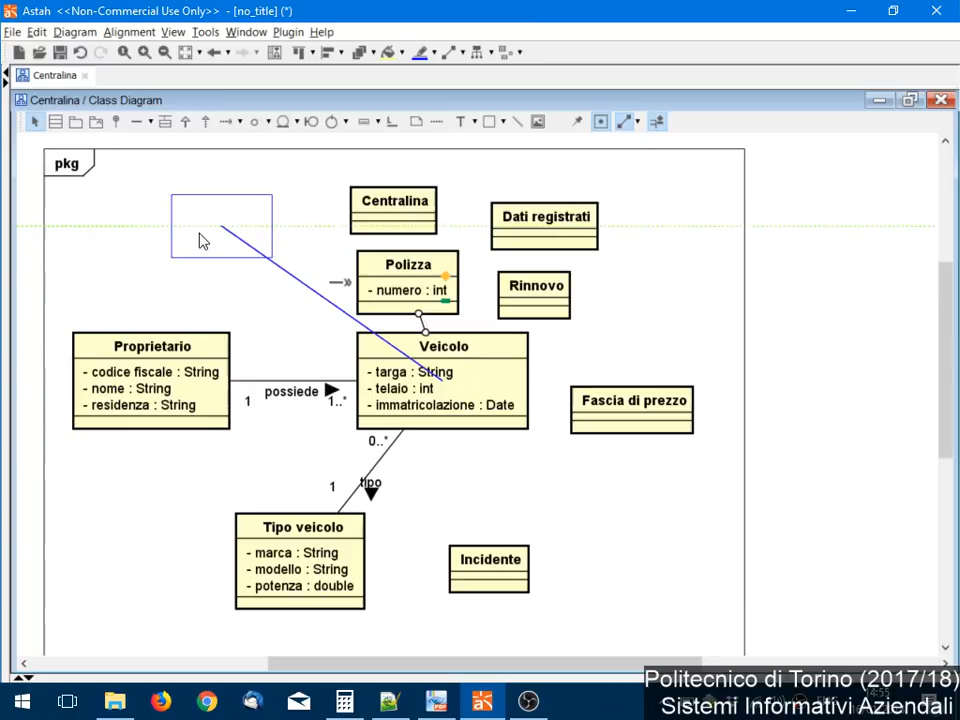 Astah <<Non-Commercial Use Only>> - [no_title] (*)
File Edit Diagram Alignment View Tools Window Plugin Help
Centralina
Centralina / Class Diagram
T
pkg
Centralina
Dati registrati
Polizza
- numero : int
Rinnovo
Proprietario
- codice fiscale : String
- nome : String
- residenza : String
possiede
1
1..*
Veicolo
- targa : String
- telaio : int
- immatricolazione : Date
Fascia di prezzo
0..*
1
tipo
Tipo veicolo
- marca : String
- modello : String
- potenza : double
Incidente
Politecnico di Torino (2017/18)
14:55
Sistemi Informativi Aziendali